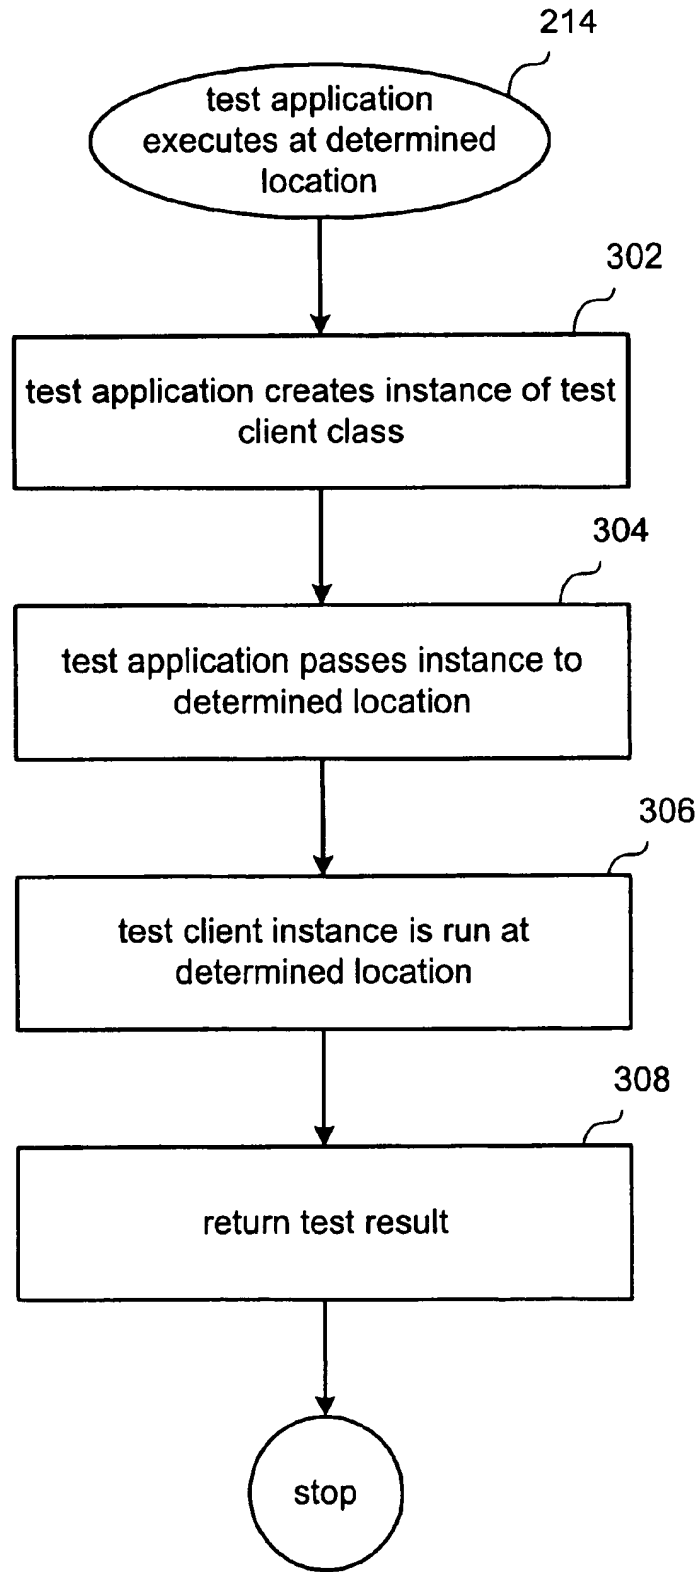 214
test application
executes at determined
location
302
test application creates instance of test
client class
304
test application passes instance to
determined location
306
test client instance is run at
determined location
308
return test result
stop